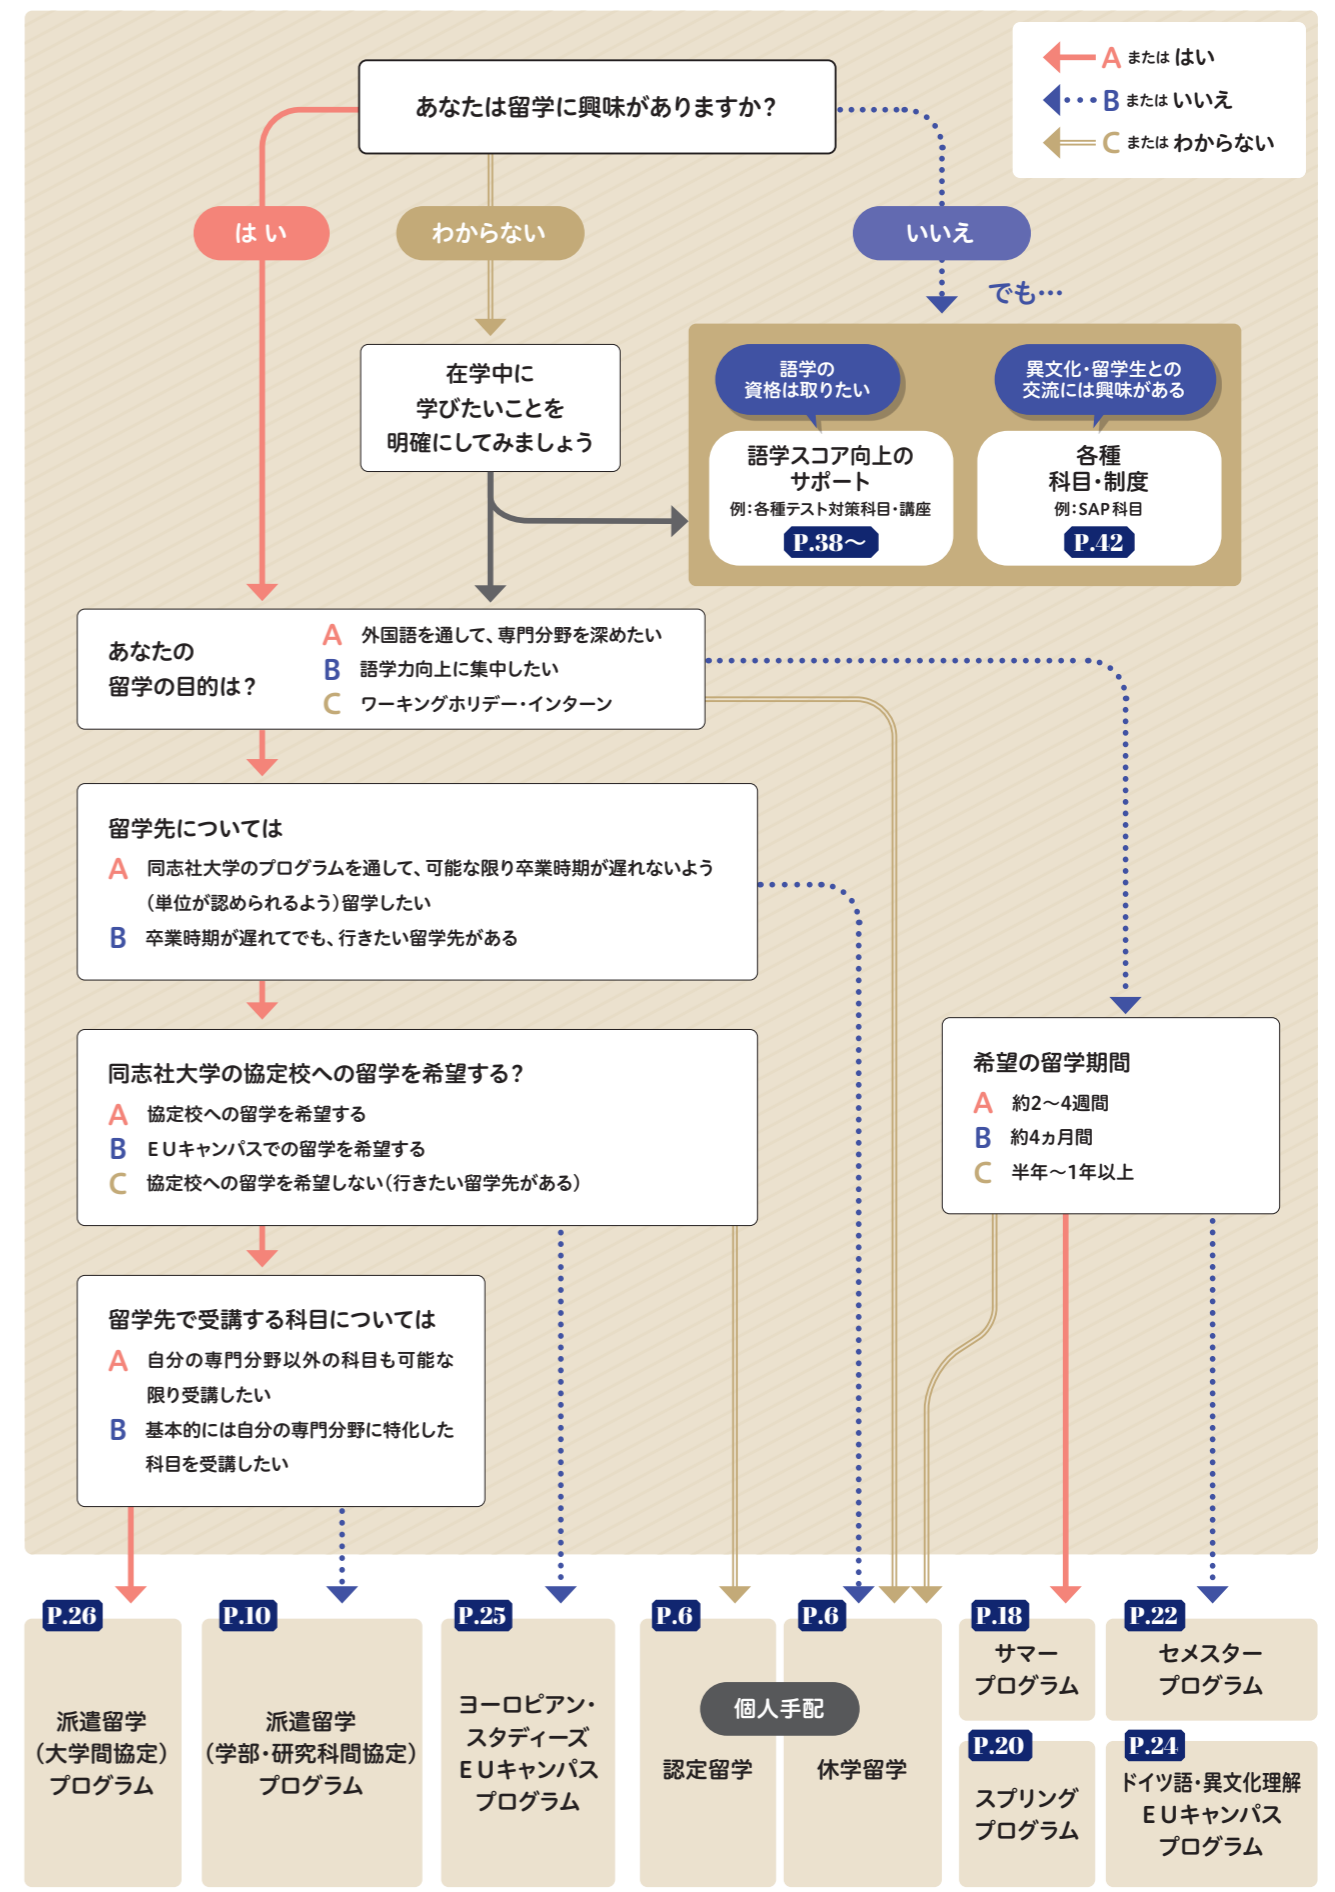 A または はい
B または いいえ
C または わからない
あなたは留学に興味がありますか？
はい
わからない
いいえ
でも…
在学中に
学びたいことを
明確にしてみましょう
語学の
資格は取りたい
語学スコア向上の
サポート
例：各種テスト対策科目・講座
P.38〜
異文化・留学生との
交流には興味がある
各種
科目・制度
例：SAP科目
P.42
あなたの
留学の目的は？
A 外国語を通して、専門分野を深めたい
B 語学力向上に集中したい
C ワーキングホリデー・インターン
留学先については
A 同志社大学のプログラムを通して、可能な限り卒業時期が遅れないよう
（単位が認められるよう）留学したい
B 卒業時期が遅れてでも、行きたい留学先がある
同志社大学の協定校への留学を希望する？
A 協定校への留学を希望する
B EUキャンパスでの留学を希望する
C 協定校への留学を希望しない（行きたい留学先がある）
希望の留学期間
A 約2〜4週間
B 約4ヵ月間
C 半年〜1年以上
留学先で受講する科目については
A 自分の専門分野以外の科目も可能な
限り受講したい
B 基本的には自分の専門分野に特化した
科目を受講したい
P.26
派遣留学
（大学間協定）
プログラム
P.10
派遣留学
（学部・研究科間協定）
プログラム
P.25
ヨーロピアン・
スタディーズ
EUキャンパス
プログラム
P.6
認定留学
個人手配
P.6
休学留学
P.18
サマー
プログラム
P.20
スプリング
プログラム
P.22
セメスター
プログラム
P.24
ドイツ語・異文化理解
EUキャンパス
プログラム